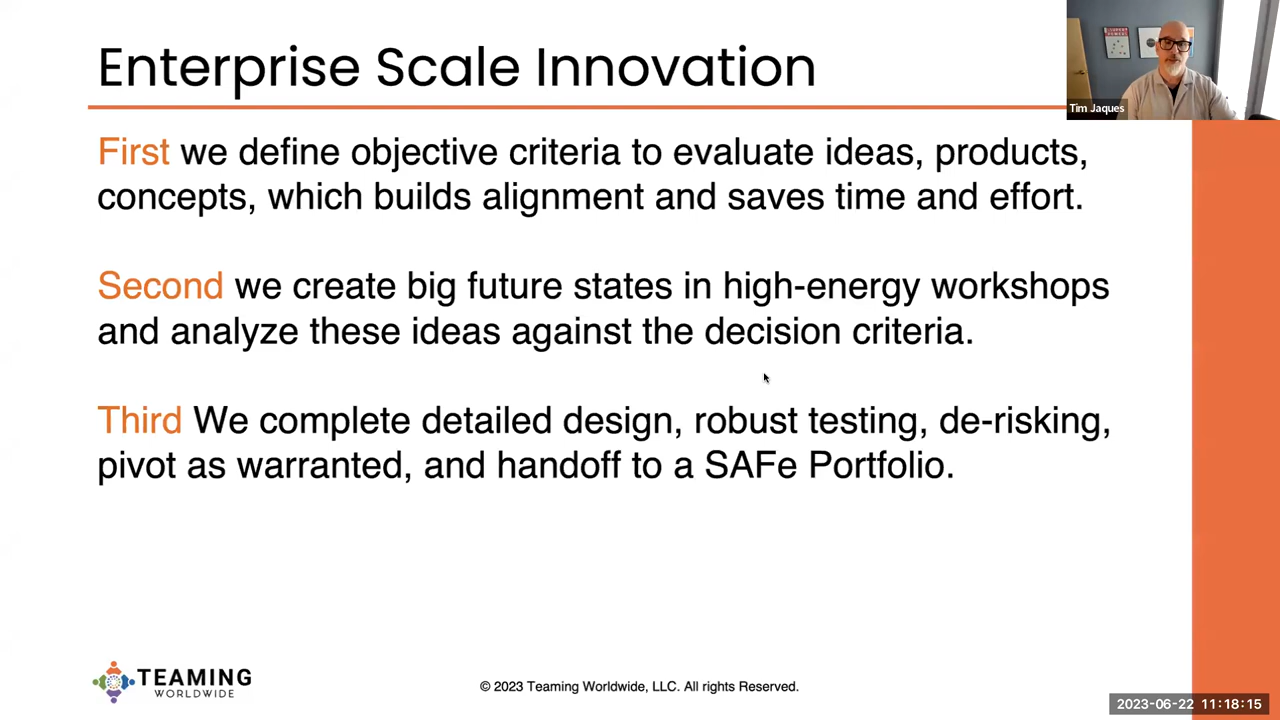 Enterprise Scale Innovation
Tim Jaques
First we define objective criteria to evaluate ideas, products,
concepts, which builds alignment and saves time and effort.
Second we create big future states in high-energy workshops
and analyze these ideas against the decision criteria.
Third We complete detailed design, robust testing, de-risking,
pivot as warranted, and handoff to a SAFe Portfolio.
TEAMING
WORLDWIDE
© 2023 Teaming Worldwide, LLC. All rights Reserved.
2023-06-22 11:18:15